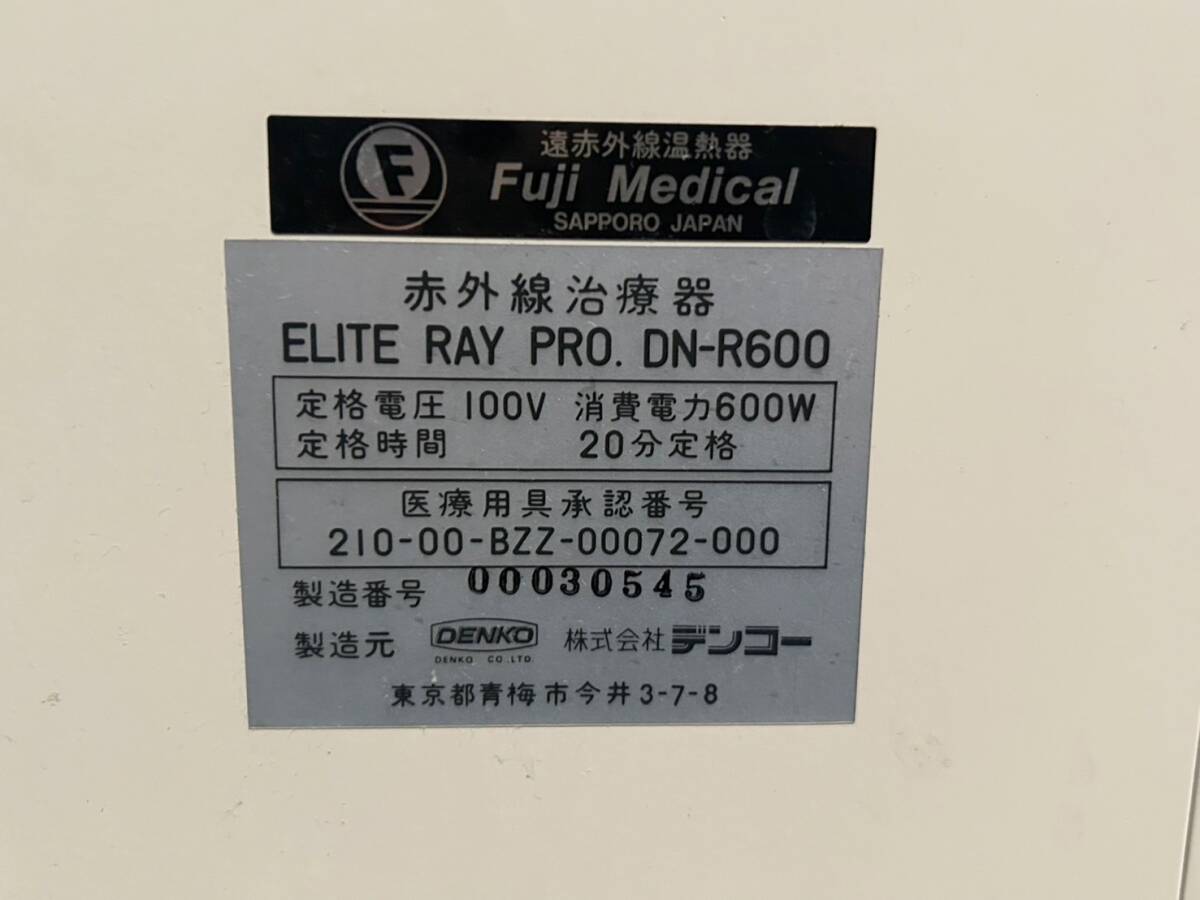 遠赤外線温熱器
F
Fuji Medical
SAPPORO JAPAN
赤外線治療器
ELITE RAY PRO. DN-R600
定格電圧 100V 消費電力 600W
定格時間 20分定格
医療用具承認番号
210-00-BZZ-00072-000
製造番号 00030545
製造元 DENKO 株式会社 デンコー
DENKO CO.,LTD.
東京都青梅市今井3-7-8